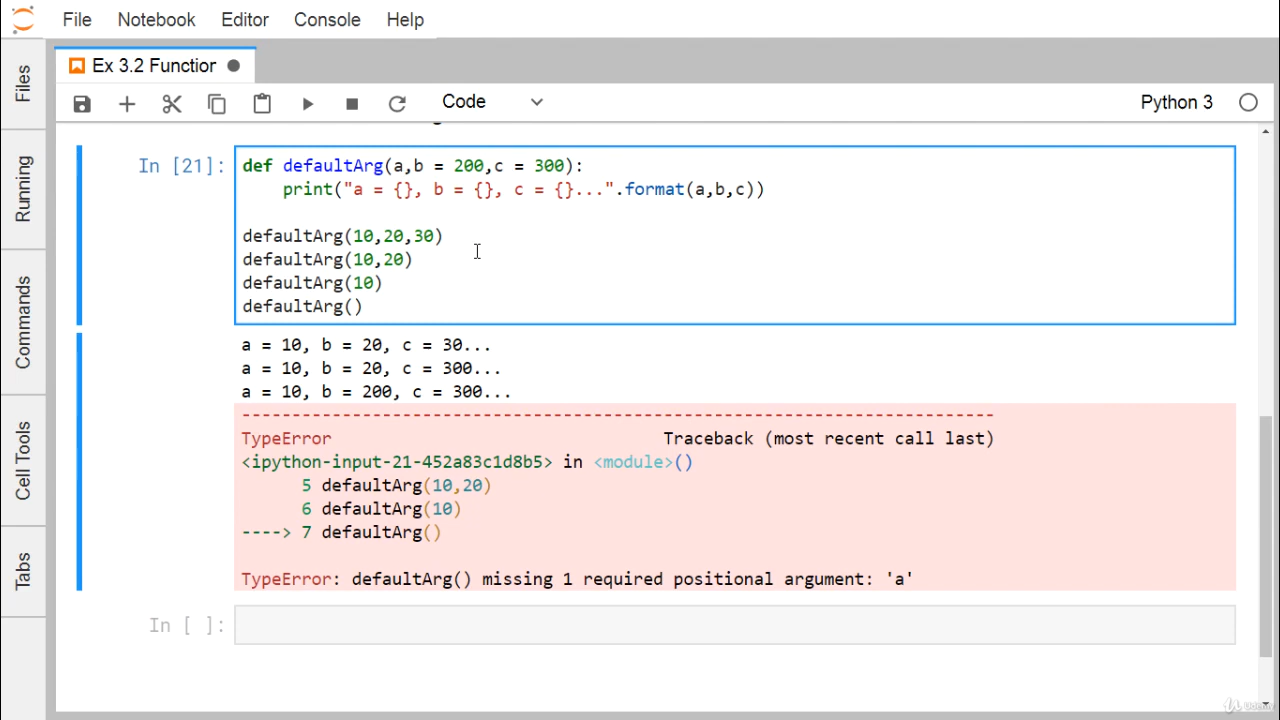 File Notebook Editor Console Help
Ex 3.2 Functior
Code
Python 3
Files
Running
Commands
Cell Tools
Tabs
In [21]:
def defaultArg(a,b = 200,c = 300):
    print("a = {}, b = {}, c = {}...".format(a,b,c))
defaultArg(10,20,30)
defaultArg(10,20)
defaultArg(10)
defaultArg()
a = 10, b = 20, c = 30...
a = 10, b = 20, c = 300...
a = 10, b = 200, c = 300...
---------------------------------------------------------------------------
TypeError                                 Traceback (most recent call last)
<ipython-input-21-452a83c1d8b5> in <module>()
      5 defaultArg(10,20)
      6 defaultArg(10)
----> 7 defaultArg()
TypeError: defaultArg() missing 1 required positional argument: 'a'
In [ ]:
Udemy